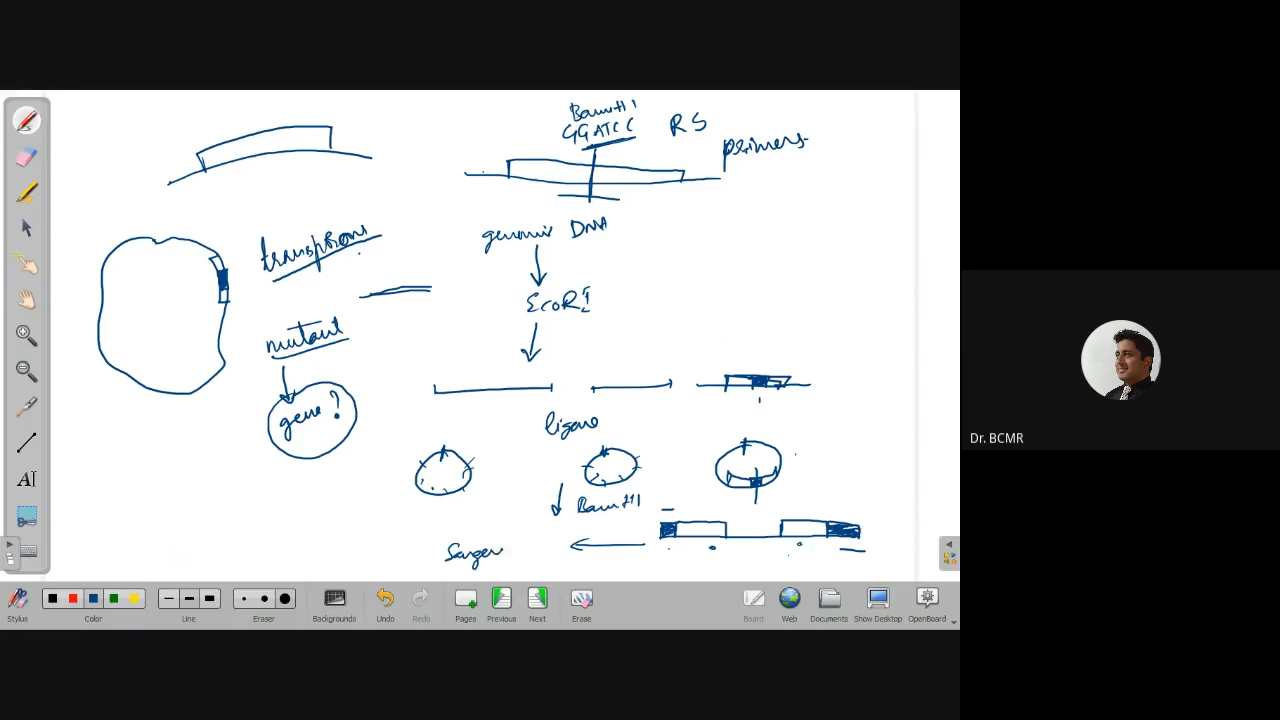 BamH1
GGATCC
RS
primers
genomic DNA
transposons
EcoRI
mutant
gene?
ligase
BamH1
Sanger
Dr. BCMR
Stylus
Color
Line
Eraser
Backgrounds
Undo
Redo
Pages
Previous
Next
Erase
Board
Web
Documents
Show Desktop
OpenBoard